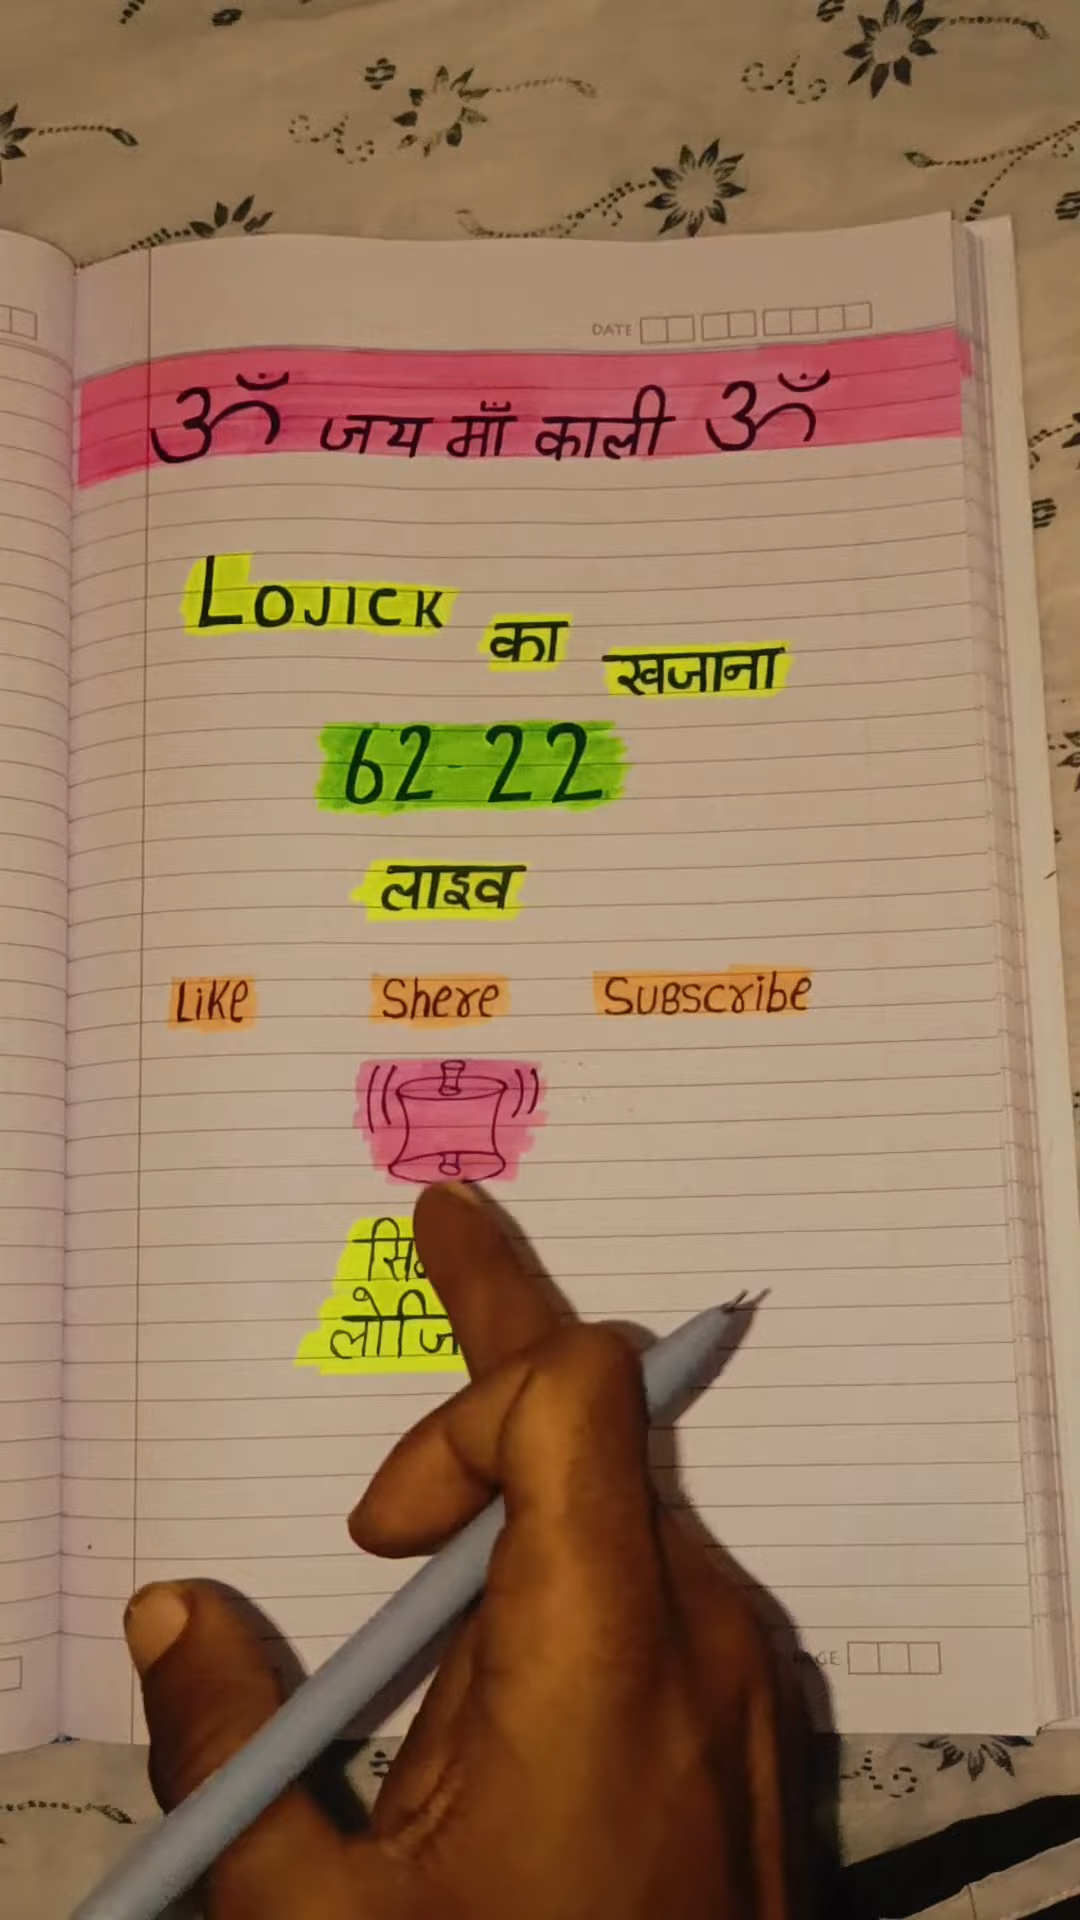 DATE
ॐ जय माँ काली ॐ
LOJICK का खजाना
62-22
लाइव
Like Shere Subscribe